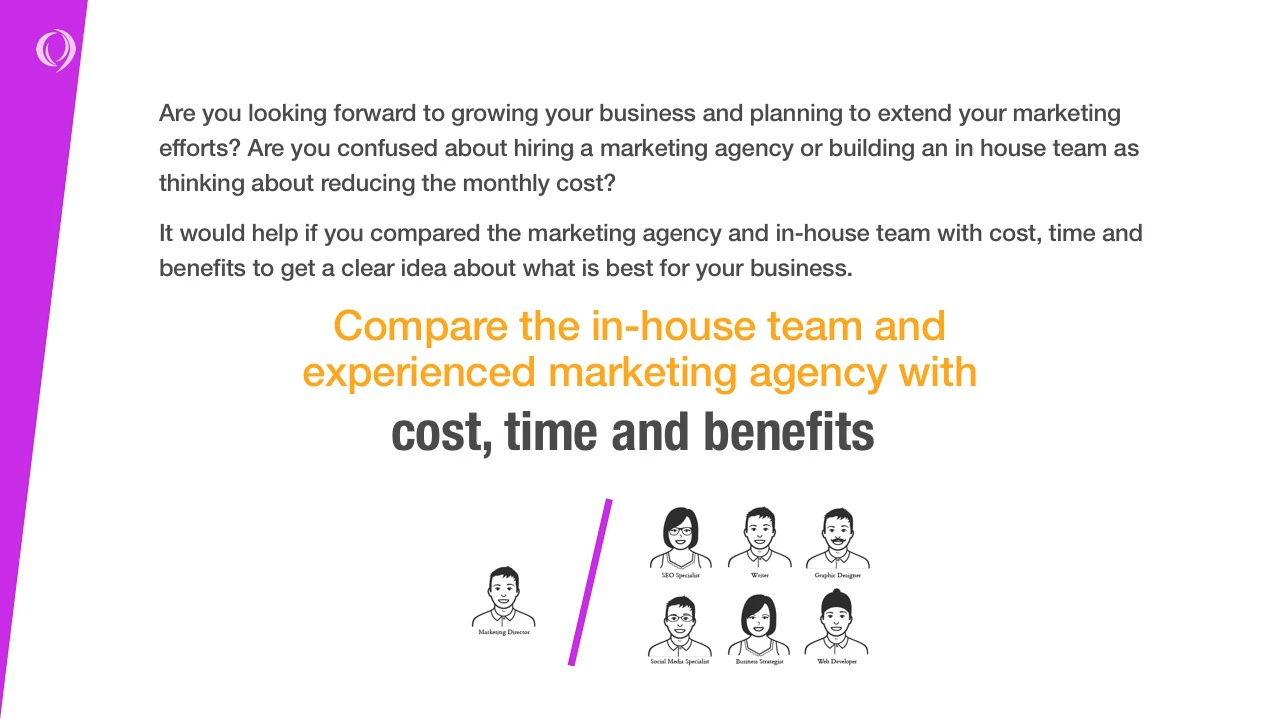 Are you looking forward to growing your business and planning to extend your marketing
efforts? Are you confused about hiring a marketing agency or building an in house team as
thinking about reducing the monthly cost?
It would help if you compared the marketing agency and in-house team with cost, time and
benefits to get a clear idea about what is best for your business.
Compare the in-house team and
experienced marketing agency with
cost, time and benefits
Marketing Director
SEO Specialist
Writer
Graphic Designer
Social Media Specialist
Business Strategist
Web Developer